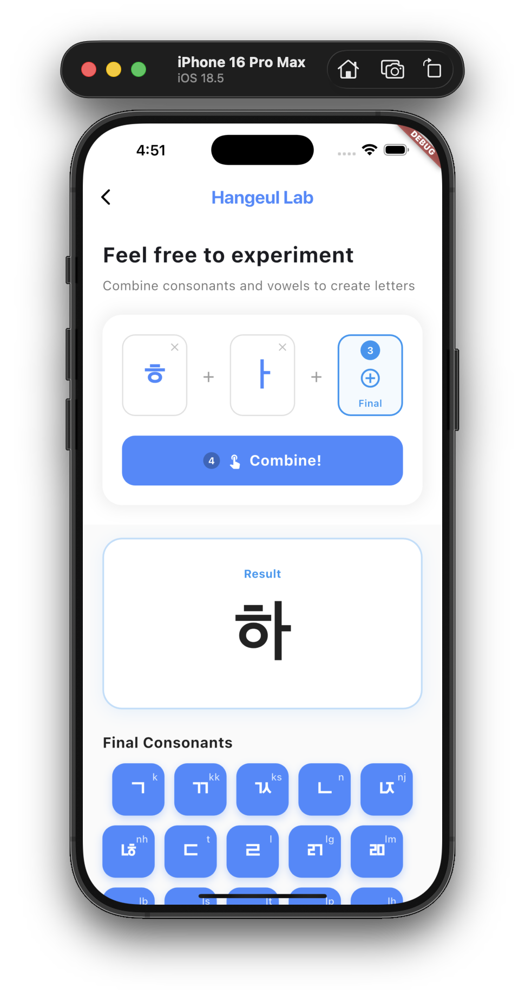 iPhone 16 Pro Max
iOS 18.5
4:51
DEBUG
Hangeul Lab
Feel free to experiment
Combine consonants and vowels to create letters
ㅎ + ㅏ + 3
Final
4 Combine!
Result
하
Final Consonants
ㄱ k ㄲ kk ㄳ ks ㄴ n ㄵ nj
ㄶ nh ㄷ t ㄹ l ㄺ lg ㄻ lm
lb ls lt lp lh